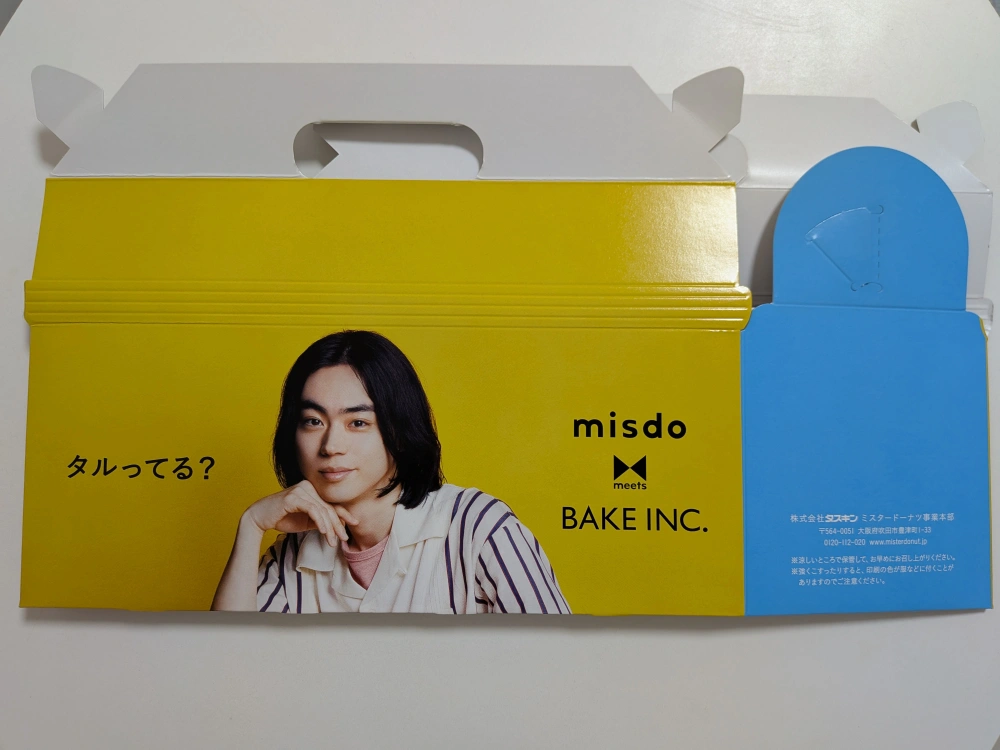 タルってる?
misdo
meets
BAKE INC.
株式会社ダスキン ミスタードーナツ事業本部
〒564-0051 大阪府吹田市豊津町1-33
0120-112-020 www.misterdonut.jp
※涼しいところで保管して、お早めにお召し上がりください。
※強くこすったりすると、印刷の色が服などに付くことが
ありますのでご注意ください。